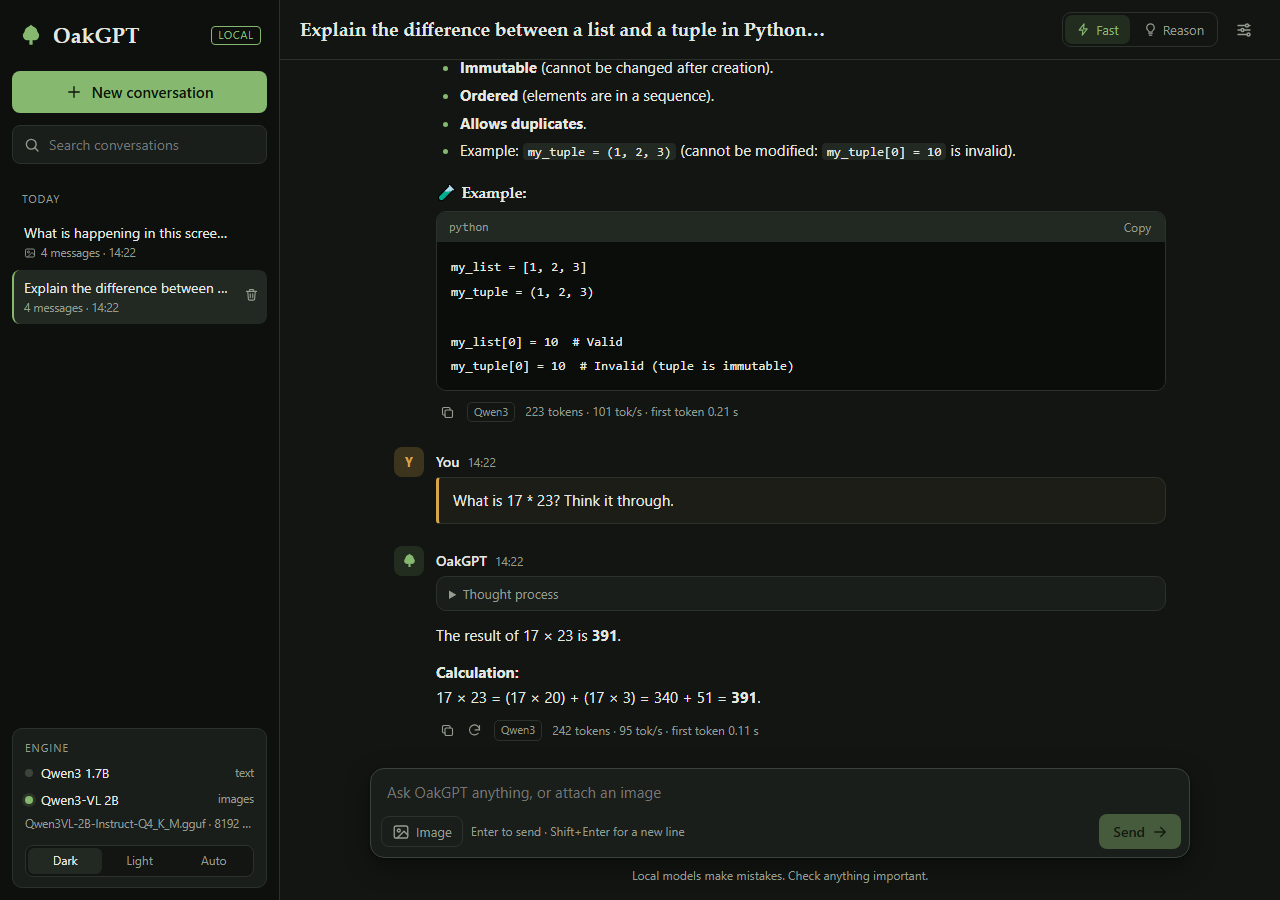 OakGPT
LOCAL
+ New conversation
Search conversations
TODAY
What is happening in this scree...
4 messages · 14:22
Explain the difference between ...
4 messages · 14:22
ENGINE
Qwen3 1.7B text
Qwen3-VL 2B images
Qwen3VL-2B-Instruct-Q4_K_M.gguf · 8192 ...
Dark Light Auto
Explain the difference between a list and a tuple in Python...
Fast Reason
• Immutable (cannot be changed after creation).
• Ordered (elements are in a sequence).
• Allows duplicates.
• Example: my_tuple = (1, 2, 3) (cannot be modified: my_tuple[0] = 10 is invalid).
🧪 Example:
python Copy
my_list = [1, 2, 3]
my_tuple = (1, 2, 3)
my_list[0] = 10  # Valid
my_tuple[0] = 10  # Invalid (tuple is immutable)
Qwen3 223 tokens · 101 tok/s · first token 0.21 s
Y You 14:22
What is 17 * 23? Think it through.
OakGPT 14:22
▶ Thought process
The result of 17 × 23 is 391.
Calculation:
17 × 23 = (17 × 20) + (17 × 3) = 340 + 51 = 391.
Qwen3 242 tokens · 95 tok/s · first token 0.11 s
Ask OakGPT anything, or attach an image
Image Enter to send · Shift+Enter for a new line
Send →
Local models make mistakes. Check anything important.